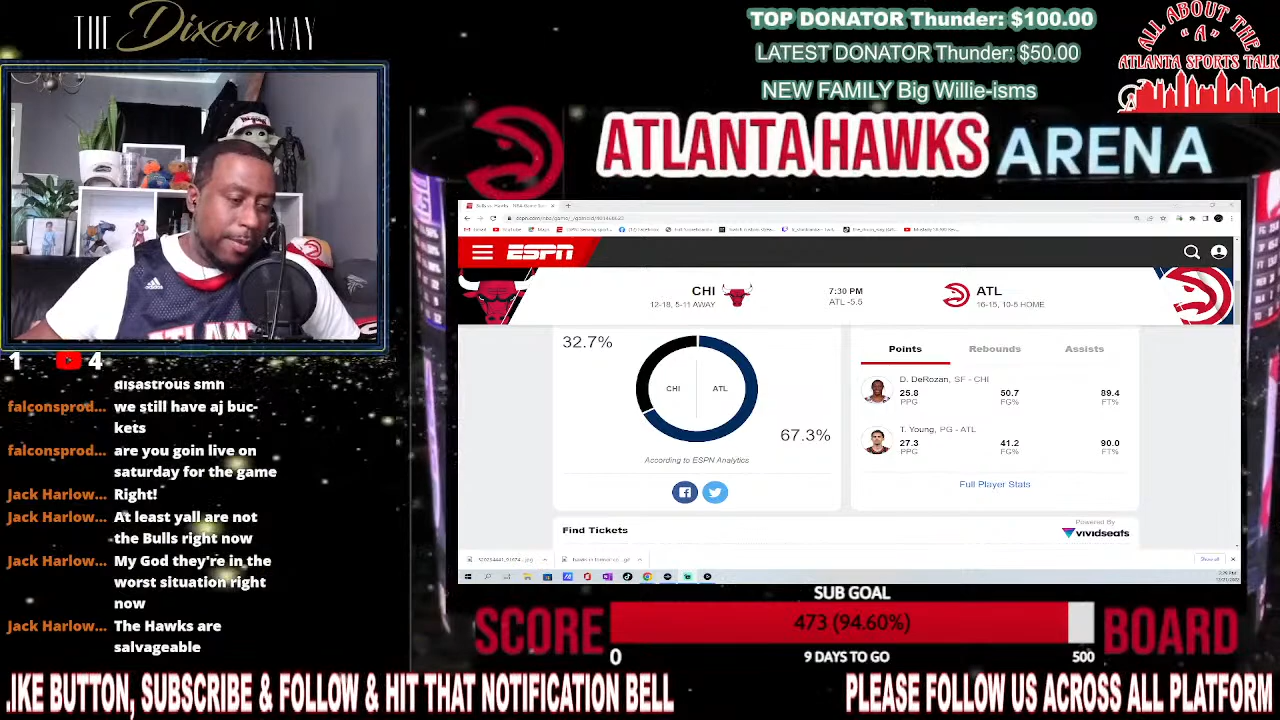 THE Dixon WAY
TOP DONATOR Thunder: $100.00
LATEST DONATOR Thunder: $50.00
NEW FAMILY Big Willie-isms
ALL ABOUT THE
"A"
ATLANTA SPORTS TALK
ATLANTA HAWKS ARENA
ESPN
CHI
12-18, 5-11 AWAY
7:30 PM
ATL -5.5
ATL
16-15, 10-6 HOME
32.7%
CHI
ATL
67.3%
According to ESPN Analytics
Points
Rebounds
Assists
D. DeRozan, SF - CHI
25.8
50.7
89.4
PPG
FG%
FT%
T. Young, PG - ATL
27.3
41.2
90.0
PPG
FG%
FT%
Full Player Stats
Find Tickets
Powered By
vividseats
Show all
ATLANTA
1
4
disastrous smh
falconsprod... we still have aj buc-
kets
falconsprod... are you goin live on
saturday for the game
Jack Harlow... Right!
Jack Harlow... At least yall are not
the Bulls right now
Jack Harlow... My God they're in the
worst situation right
now
Jack Harlow... The Hawks are
salvageable
SUB GOAL
SCORE
473 (94.60%)
BOARD
0
9 DAYS TO GO
500
.IKE BUTTON, SUBSCRIBE & FOLLOW & HIT THAT NOTIFICATION BELL
PLEASE FOLLOW US ACROSS ALL PLATFORM